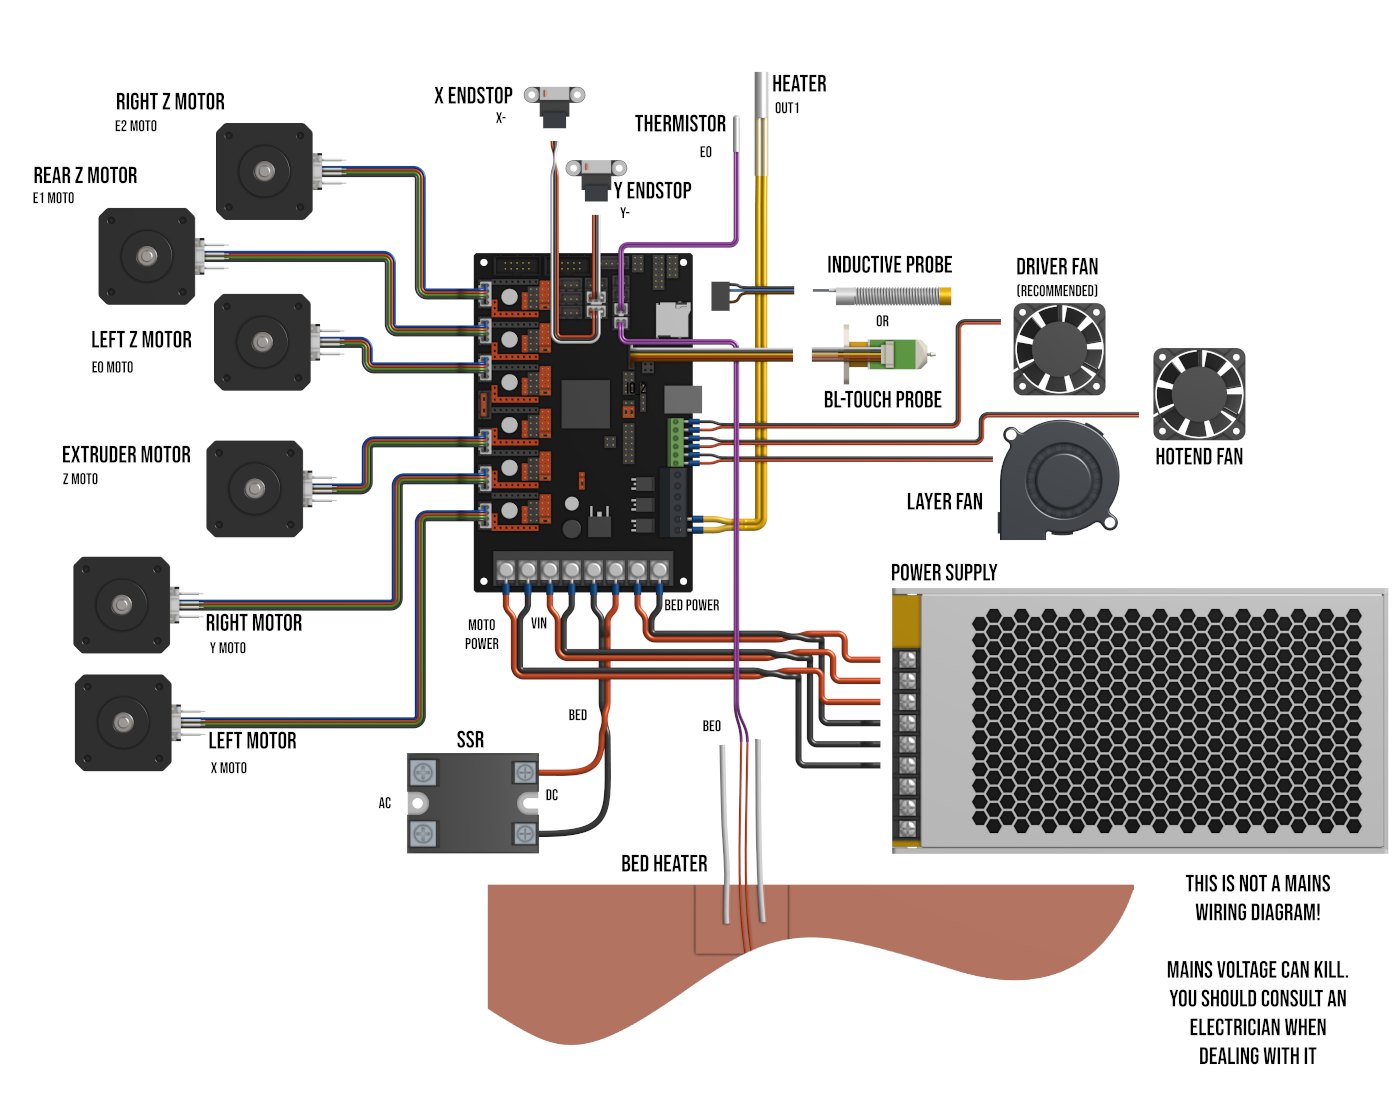 RIGHT Z MOTOR
E2 MOTO
REAR Z MOTOR
E1 MOTO
LEFT Z MOTOR
E0 MOTO
EXTRUDER MOTOR
Z MOTO
RIGHT MOTOR
Y MOTO
LEFT MOTOR
X MOTO
X ENDSTOP
X-
Y ENDSTOP
Y-
THERMISTOR
E0
HEATER
OUT1
INDUCTIVE PROBE
OR
BL-TOUCH PROBE
DRIVER FAN
(RECOMMENDED)
HOTEND FAN
LAYER FAN
POWER SUPPLY
MOTO
POWER
VIN
BED POWER
BED
SSR
AC
DC
BE0
BED HEATER
THIS IS NOT A MAINS
WIRING DIAGRAM!
MAINS VOLTAGE CAN KILL.
YOU SHOULD CONSULT AN
ELECTRICIAN WHEN
DEALING WITH IT